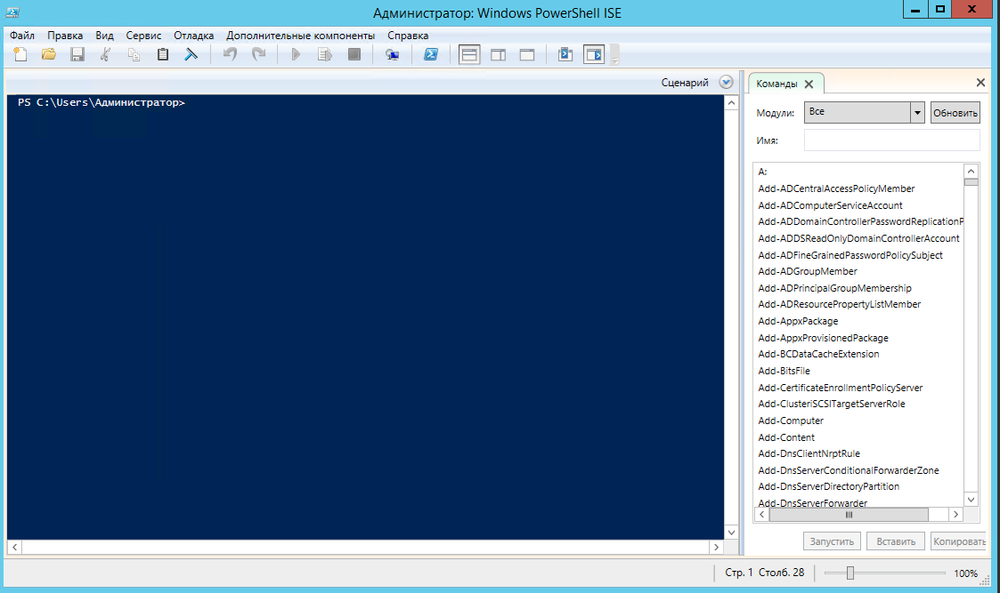 Администратор: Windows PowerShell ISE
Файл Правка Вид Сервис Отладка Дополнительные компоненты Справка
Сценарий
PS C:\Users\Администратор>
Команды
Модули: Все Обновить
Имя:
A:
Add-ADCentralAccessPolicyMember
Add-ADComputerServiceAccount
Add-ADDomainControllerPasswordReplicationP
Add-ADDSReadOnlyDomainControllerAccount
Add-ADFineGrainedPasswordPolicySubject
Add-ADGroupMember
Add-ADPrincipalGroupMembership
Add-ADResourcePropertyListMember
Add-AppxPackage
Add-AppxProvisionedPackage
Add-BCDataCacheExtension
Add-BitsFile
Add-CertificateEnrollmentPolicyServer
Add-ClusteriSCSITargetServerRole
Add-Computer
Add-Content
Add-DnsClientNrptRule
Add-DnsServerConditionalForwarderZone
Add-DnsServerDirectoryPartition
Add-DnsServerForwarder
Запустить Вставить Копировать
Стр. 1 Столб. 28 100%